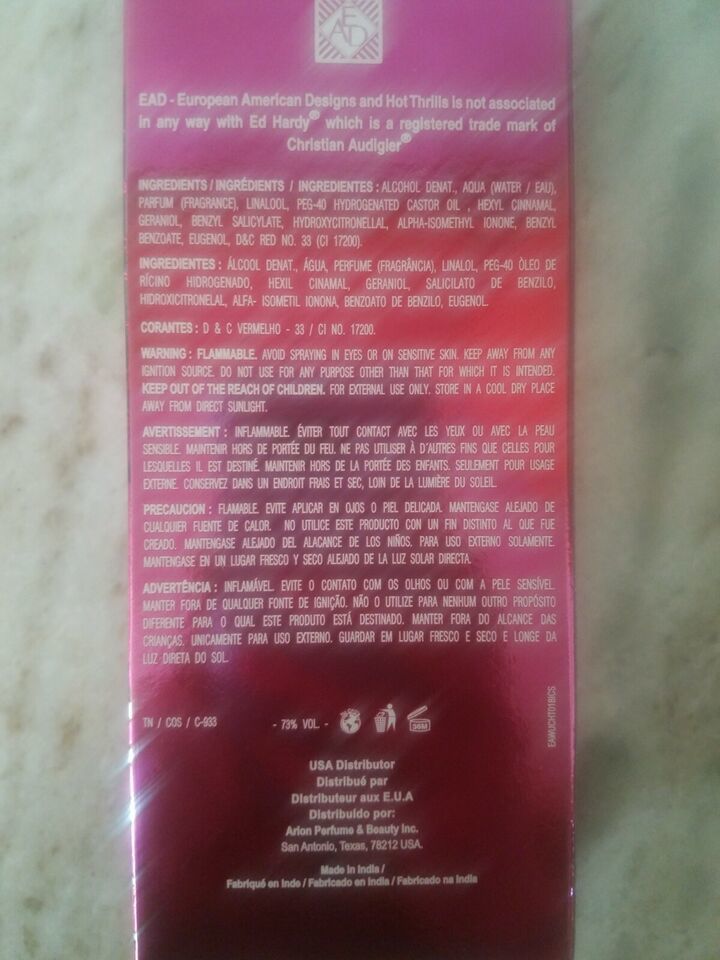 EAD
EAD - European American Designs and Hot Thrills is not associated
in any way with Ed Hardy® which is a registered trade mark of
Christian Audigier®
INGREDIENTS / INGRÉDIENTS / INGREDIENTES : ALCOHOL DENAT., AQUA (WATER / EAU),
PARFUM (FRAGRANCE), LINALOOL, PEG-40 HYDROGENATED CASTOR OIL , HEXYL CINNAMAL,
GERANIOL, BENZYL SALICYLATE, HYDROXYCITRONELLAL, ALPHA-ISOMETHYL IONONE, BENZYL
BENZOATE, EUGENOL, D&C RED NO. 33 (CI 17200).
INGREDIENTES : ÁLCOOL DENAT., ÁGUA, PERFUME (FRAGRÂNCIA), LINALOL, PEG-40 ÒLEO DE
RÍCINO HIDROGENADO, HEXIL CINAMAL, GERANIOL, SALICILATO DE BENZILO,
HIDROXICITRONELAL, ALFA- ISOMETIL IONONA, BENZOATO DE BENZILO, EUGENOL.
CORANTES : D & C VERMELHO - 33 / CI NO. 17200.
WARNING : FLAMMABLE. AVOID SPRAYING IN EYES OR ON SENSITIVE SKIN. KEEP AWAY FROM ANY
IGNITION SOURCE. DO NOT USE FOR ANY PURPOSE OTHER THAN THAT FOR WHICH IT IS INTENDED.
KEEP OUT OF THE REACH OF CHILDREN. FOR EXTERNAL USE ONLY. STORE IN A COOL DRY PLACE
AWAY FROM DIRECT SUNLIGHT.
AVERTISSEMENT : INFLAMMABLE. ÉVITER TOUT CONTACT AVEC LES YEUX OU AVEC LA PEAU
SENSIBLE. MAINTENIR HORS DE PORTÉE DU FEU. NE PAS UTILISER À D'AUTRES FINS QUE CELLES POUR
LESQUELLES IL EST DESTINÉ. MAINTENIR HORS DE LA PORTÉE DES ENFANTS. SEULEMENT POUR USAGE
EXTERNE. CONSERVEZ DANS UN ENDROIT FRAIS ET SEC, LOIN DE LA LUMIÈRE DU SOLEIL.
PRECAUCION : FLAMABLE. EVITE APLICAR EN OJOS O PIEL DELICADA. MANTENGASE ALEJADO DE
CUALQUIER FUENTE DE CALOR. NO UTILICE ESTE PRODUCTO CON UN FIN DISTINTO AL QUE FUE
CREADO. MANTENGASE ALEJADO DEL ALACANCE DE LOS NIÑOS. PARA USO EXTERNO SOLAMENTE.
MANTENGASE EN UN LUGAR FRESCO Y SECO ALEJADO DE LA LUZ SOLAR DIRECTA.
ADVERTÊNCIA : INFLAMÁVEL. EVITE O CONTATO COM OS OLHOS OU COM A PELE SENSÍVEL.
MANTER FORA DE QUALQUER FONTE DE IGNIÇÃO. NÃO O UTILIZE PARA NENHUM OUTRO PROPÓSITO
DIFERENTE PARA O QUAL ESTE PRODUTO ESTÁ DESTINADO. MANTER FORA DO ALCANCE DAS
CRIANÇAS. UNICAMENTE PARA USO EXTERNO. GUARDAR EM LUGAR FRESCO E SECO E LONGE DA
LUZ DIRETA DO SOL.
TN / COS / C-933 - 73% VOL. - 36M
EAWUCHT01BICS
USA Distributor
Distribué par
Distributeur aux E.U.A
Distribuido por:
Arion Perfume & Beauty Inc.
San Antonio, Texas, 78212 USA.
Made in India /
Fabriqué en Inde / Fabricado en India / Fabricado na India